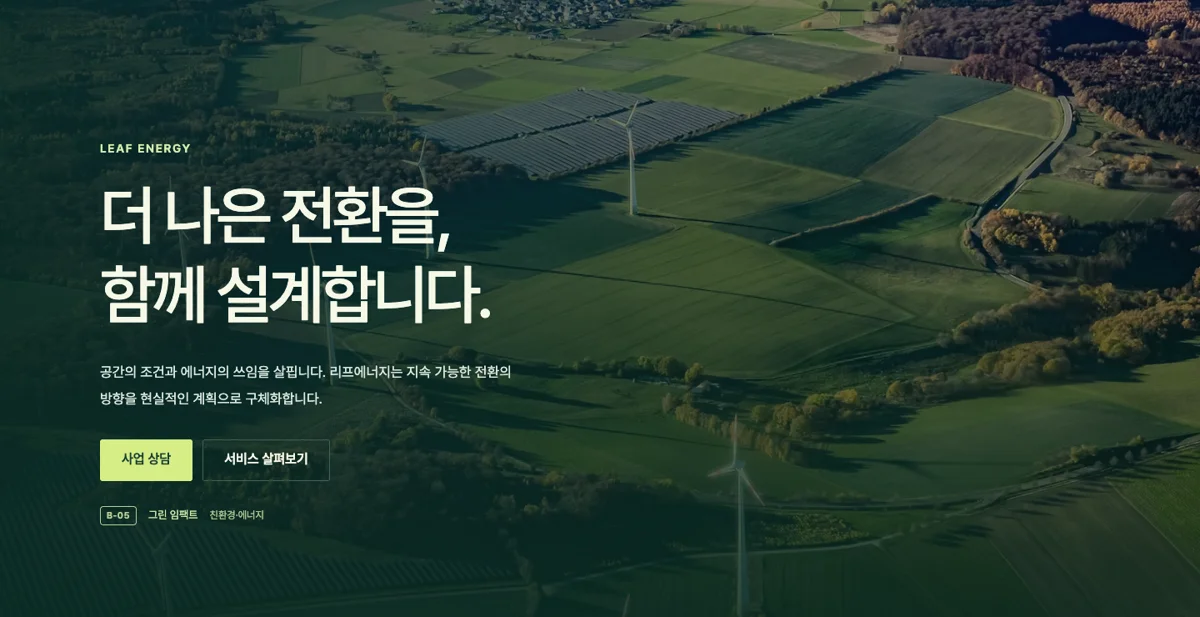 LEAF ENERGY
더 나은 전환을,
함께 설계합니다.
공간의 조건과 에너지의 쓰임을 살핍니다. 리프에너지는 지속 가능한 전환의
방향을 현실적인 계획으로 구체화합니다.
사업 상담
서비스 살펴보기
B-05 그린 임팩트 친환경·에너지